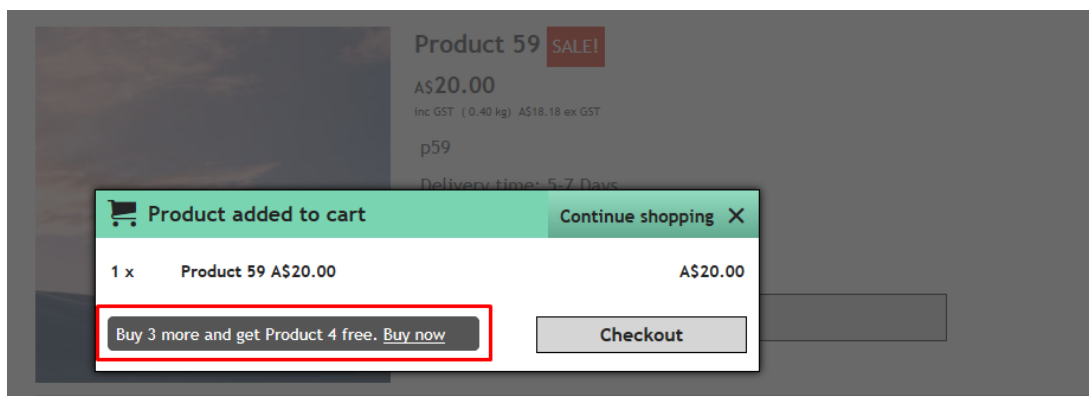 Product 59 SALE!
A$20.00
inc GST ( 0.40 kg) A$18.18 ex GST
p59
Delivery time: 5-7 Days
Product added to cart
Continue shopping ✕
1 x Product 59 A$20.00 A$20.00
Buy 3 more and get Product 4 free. Buy now
Checkout